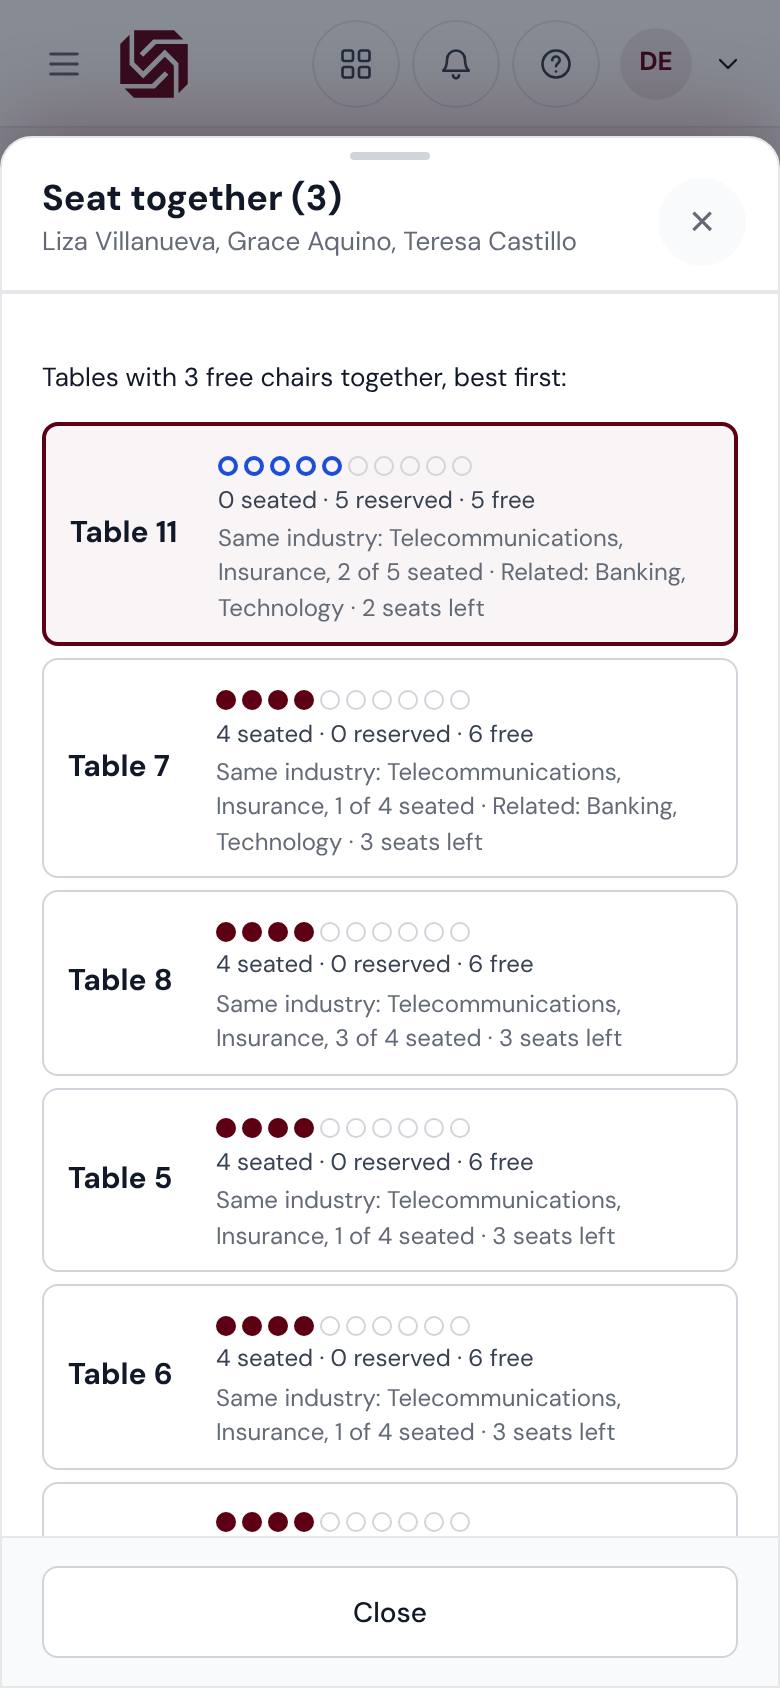 DE
Seat together (3)
Liza Villanueva, Grace Aquino, Teresa Castillo
Tables with 3 free chairs together, best first:
Table 11
0 seated · 5 reserved · 5 free
Same industry: Telecommunications,
Insurance, 2 of 5 seated · Related: Banking,
Technology · 2 seats left
Table 7
4 seated · 0 reserved · 6 free
Same industry: Telecommunications,
Insurance, 1 of 4 seated · Related: Banking,
Technology · 3 seats left
Table 8
4 seated · 0 reserved · 6 free
Same industry: Telecommunications,
Insurance, 3 of 4 seated · 3 seats left
Table 5
4 seated · 0 reserved · 6 free
Same industry: Telecommunications,
Insurance, 1 of 4 seated · 3 seats left
Table 6
4 seated · 0 reserved · 6 free
Same industry: Telecommunications,
Insurance, 1 of 4 seated · 3 seats left
Close